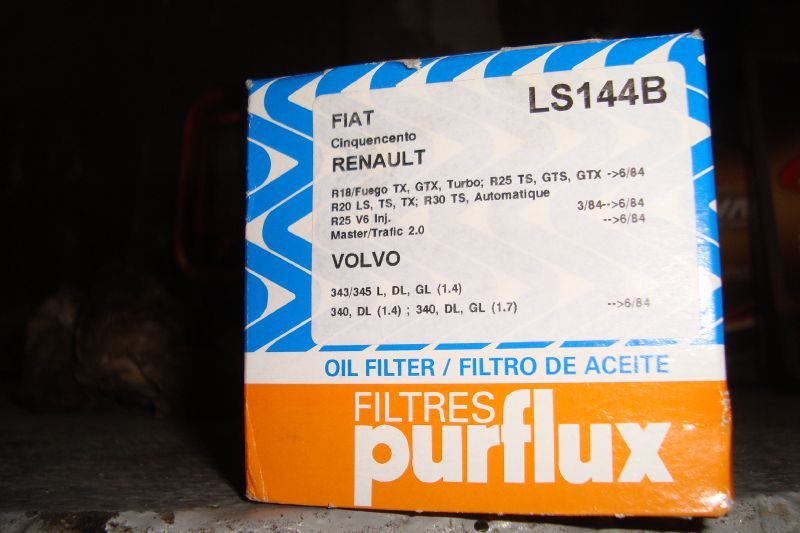 LS144B
FIAT
Cinquencento
RENAULT
R18/Fuego TX, GTX, Turbo; R25 TS, GTS, GTX -->6/84
R20 LS, TS, TX; R30 TS, Automatique
R25 V6 Inj. 3/84-->6/84
Master/Trafic 2.0 -->6/84
VOLVO
343/345 L, DL, GL (1.4)
340, DL (1.4) ; 340, DL, GL (1.7) -->6/84
OIL FILTER / FILTRO DE ACEITE
FILTRES
purflux